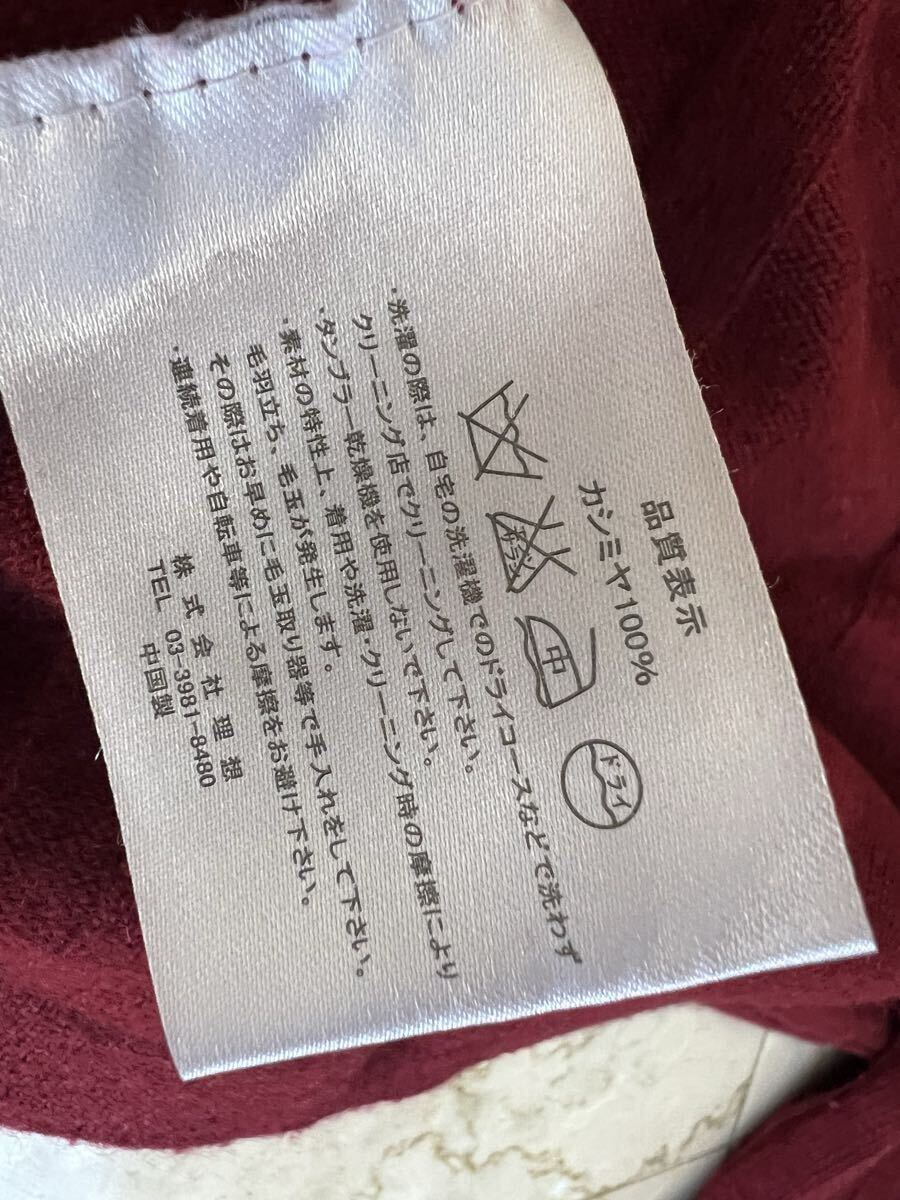 品質表示
カシミヤ100%
エンソサラシ
中
ドライ
・洗濯の際は、自宅の洗濯機でのドライコースなどで洗わず
クリーニング店でクリーニングして下さい。
・タンブラー乾燥機を使用しないで下さい。
・素材の特性上、着用や洗濯・クリーニング時の摩擦により
毛羽立ち、毛玉が発生します。
その際はお早めに毛玉取り器等で手入れをして下さい。
・連続着用や自転車等による摩擦をお避け下さい。
株式会社理想
TEL 03-3981-8480
中国製